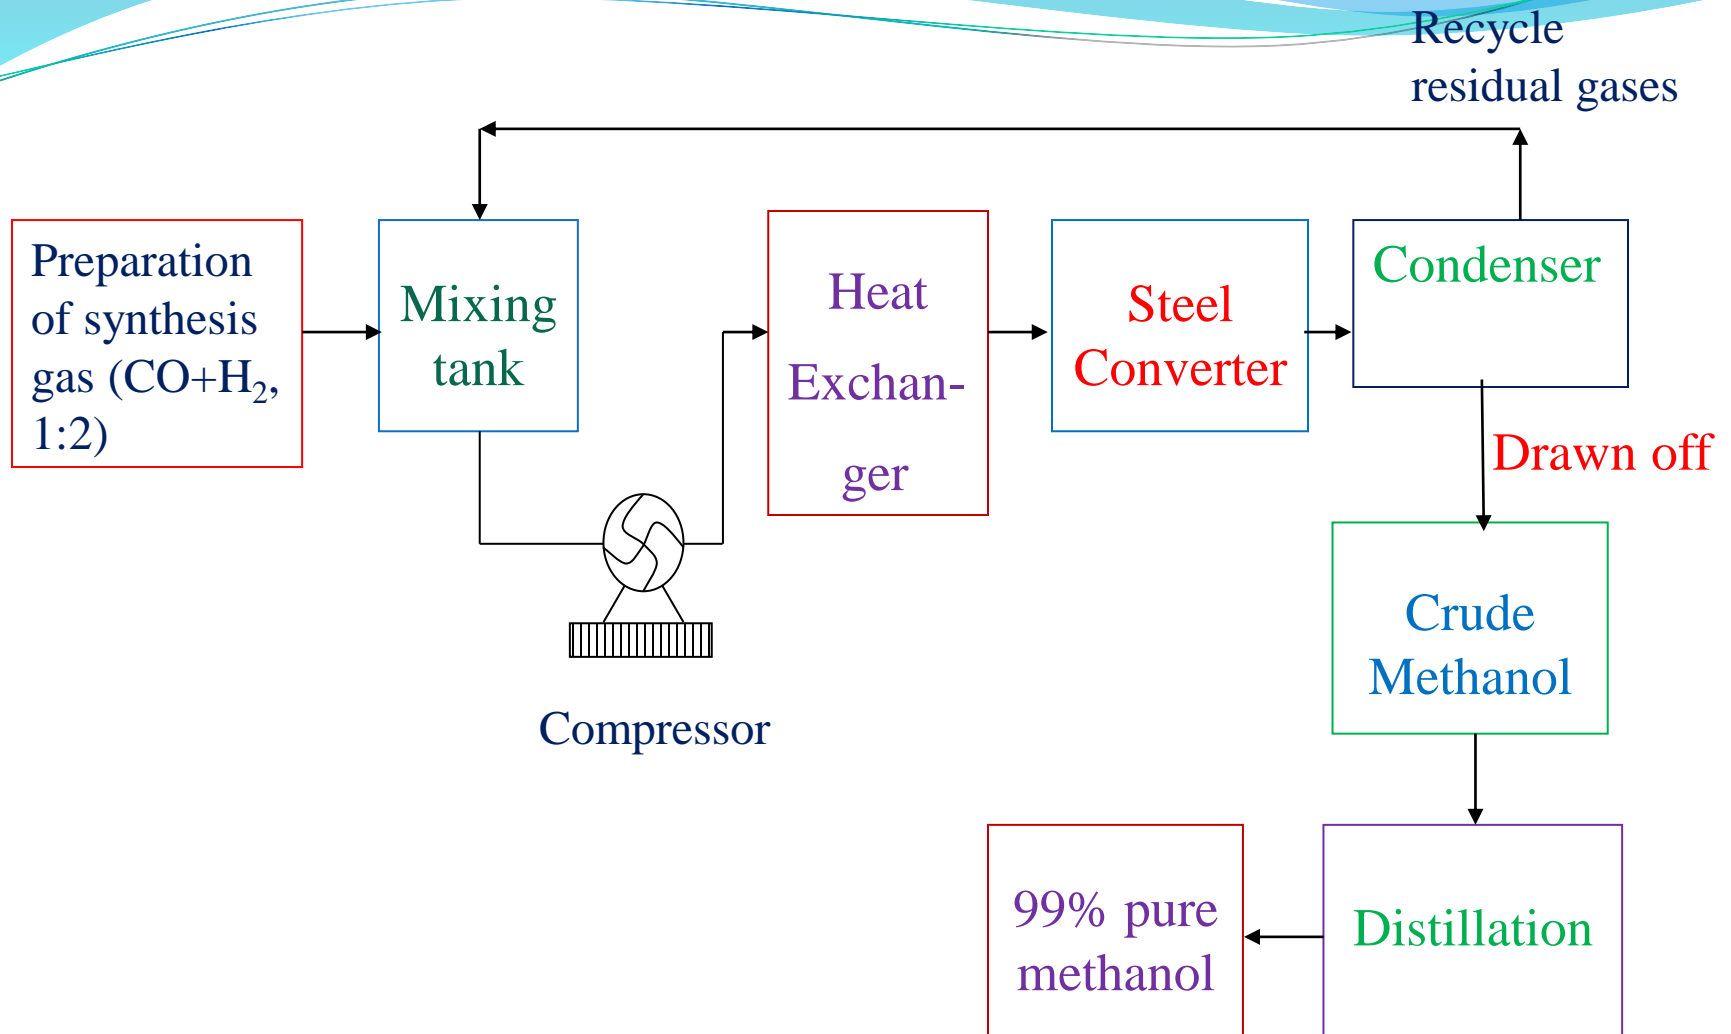 Recycle
residual gases
Preparation
of synthesis
gas (CO+H₂,
1:2)
Mixing
tank
Heat
Exchan-
ger
Steel
Converter
Condenser
Drawn off
Compressor
Crude
Methanol
Distillation
99% pure
methanol